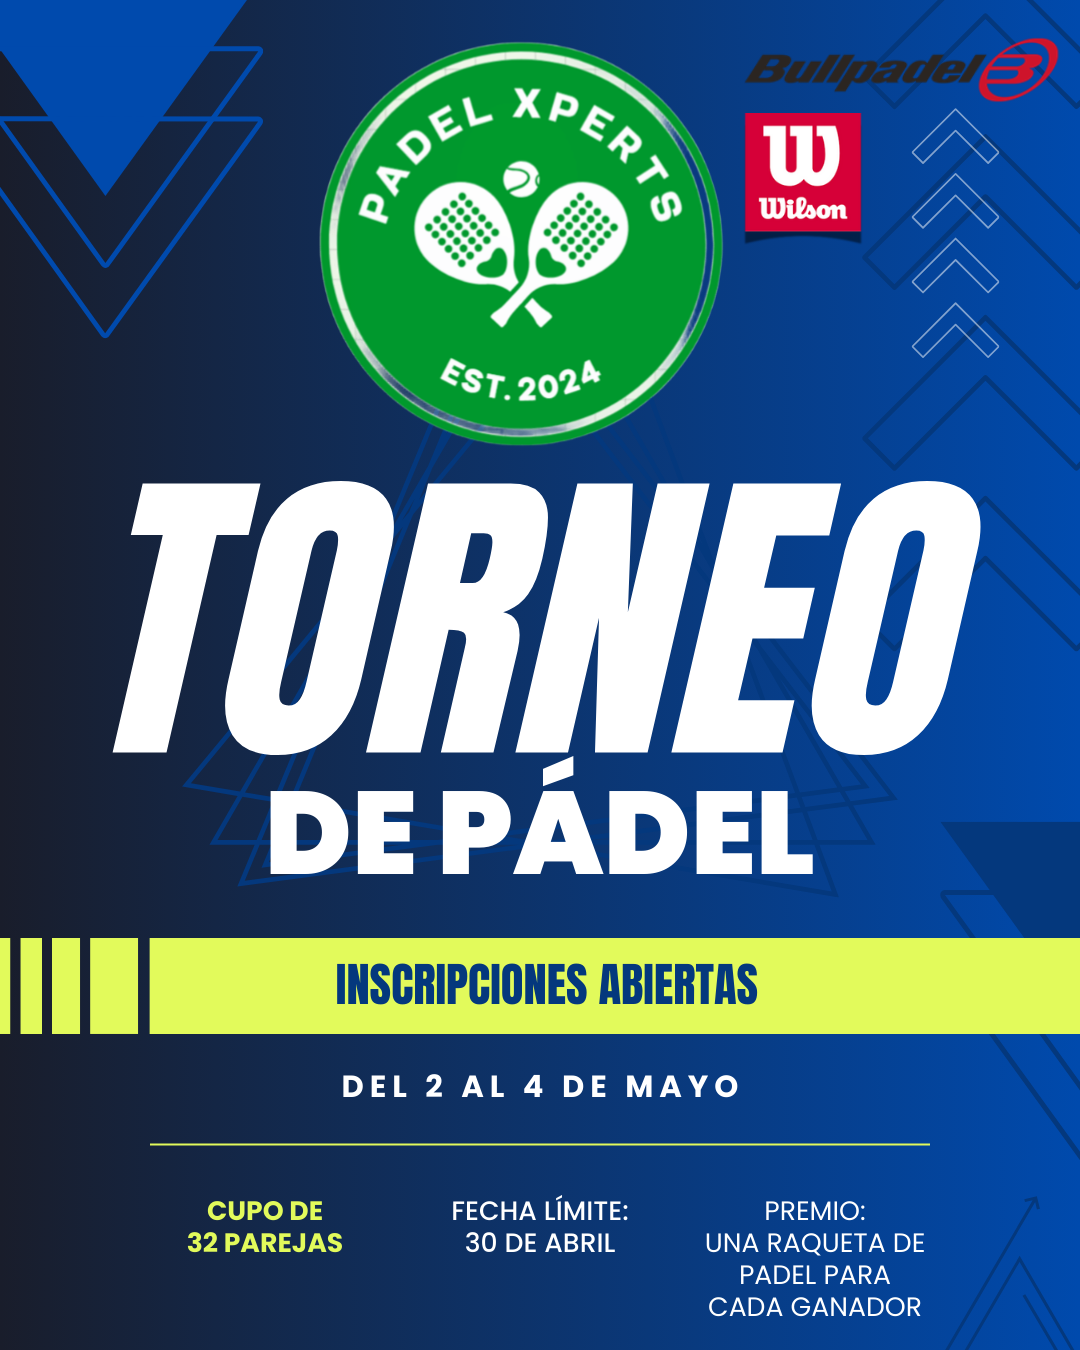 PADEL XPERTS
EST. 2024
Bullpadel
W
Wilson
TORNEO
DE PÁDEL
INSCRIPCIONES ABIERTAS
DEL 2 AL 4 DE MAYO
CUPO DE
32 PAREJAS
FECHA LÍMITE:
30 DE ABRIL
PREMIO:
UNA RAQUETA DE
PADEL PARA
CADA GANADOR